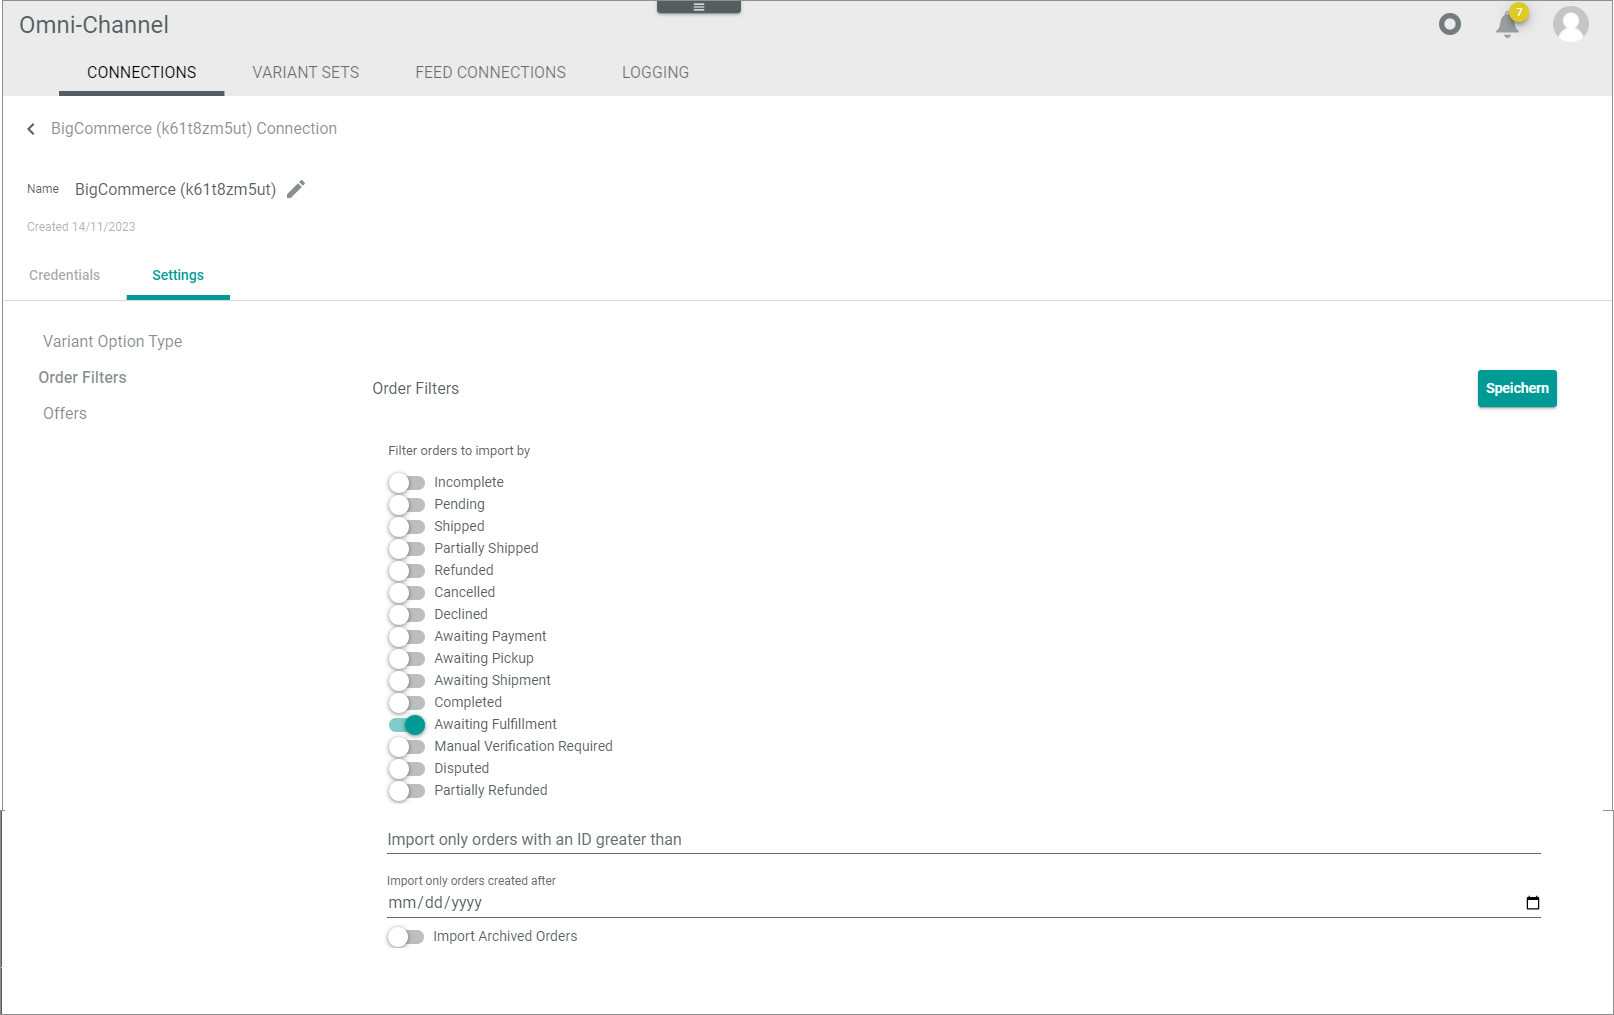 Omni-Channel
7
CONNECTIONS VARIANT SETS FEED CONNECTIONS LOGGING
BigCommerce (k61t8zm5ut) Connection
Name BigCommerce (k61t8zm5ut)
Created 14/11/2023
Credentials Settings
Variant Option Type
Order Filters
Offers
Order Filters
Speichern
Filter orders to import by
Incomplete
Pending
Shipped
Partially Shipped
Refunded
Cancelled
Declined
Awaiting Payment
Awaiting Pickup
Awaiting Shipment
Completed
Awaiting Fulfillment
Manual Verification Required
Disputed
Partially Refunded
Import only orders with an ID greater than
Import only orders created after
mm/dd/yyyy
Import Archived Orders